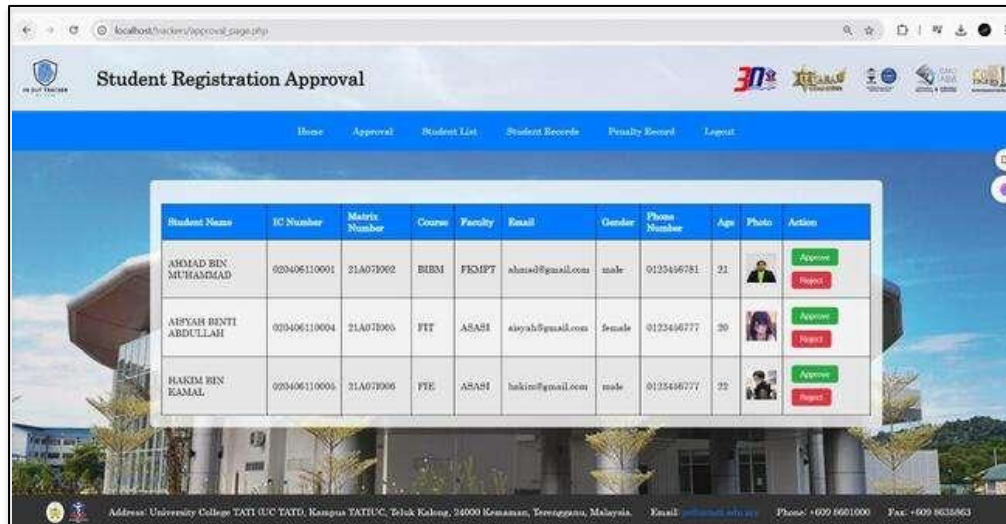 localhost/trackers/approval_page.php
IN OUT TRACKER
Student Registration Approval
Home Approval Student List Student Records Penalty Record Logout
Student Name IC Number Matrix Number Course Faculty Email Gender Phone Number Age Photo Action
AHMAD BIN MUHAMMAD 020406110001 21A07I002 BIBM FKMPT ahmad@gmail.com male 0123456781 21 Approve
Reject
AISYAH BINTI ABDULLAH 020406110004 21A07I005 FIT ASASI aisyah@gmail.com female 0123456777 20 Approve
Reject
HAKIM BIN KAMAL 020406110005 21A07I006 FIE ASASI hakim@gmail.com male 0123456777 22 Approve
Reject
Address: University College TATI (UC TATI), Kampus TATIUC, Teluk Kalong, 24000 Kemaman, Terengganu, Malaysia. Email: Phone: +609 8601000 Fax: +609 8635863